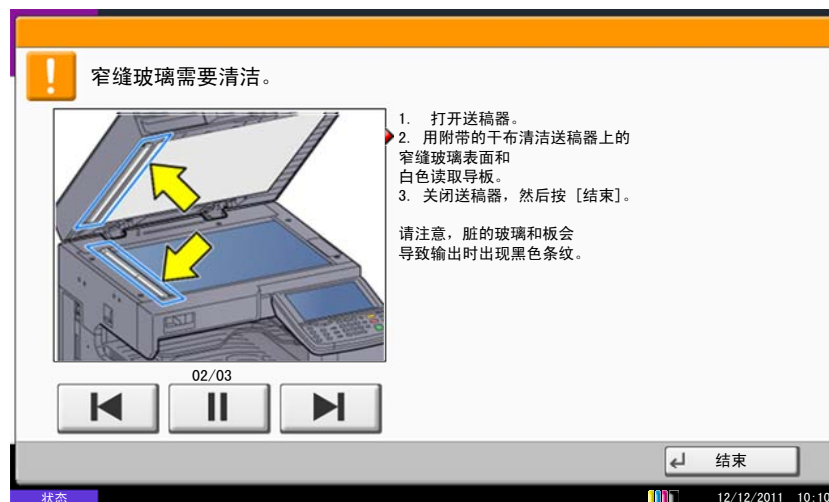 窄缝玻璃需要清洁。
1. 打开送稿器。
2. 用附带的干布清洁送稿器上的
窄缝玻璃表面和
白色读取导板。
3. 关闭送稿器，然后按 [结束]。
请注意，脏的玻璃和板会
导致输出时出现黑色条纹。
02/03
结束
状态
12/12/2011 10:10